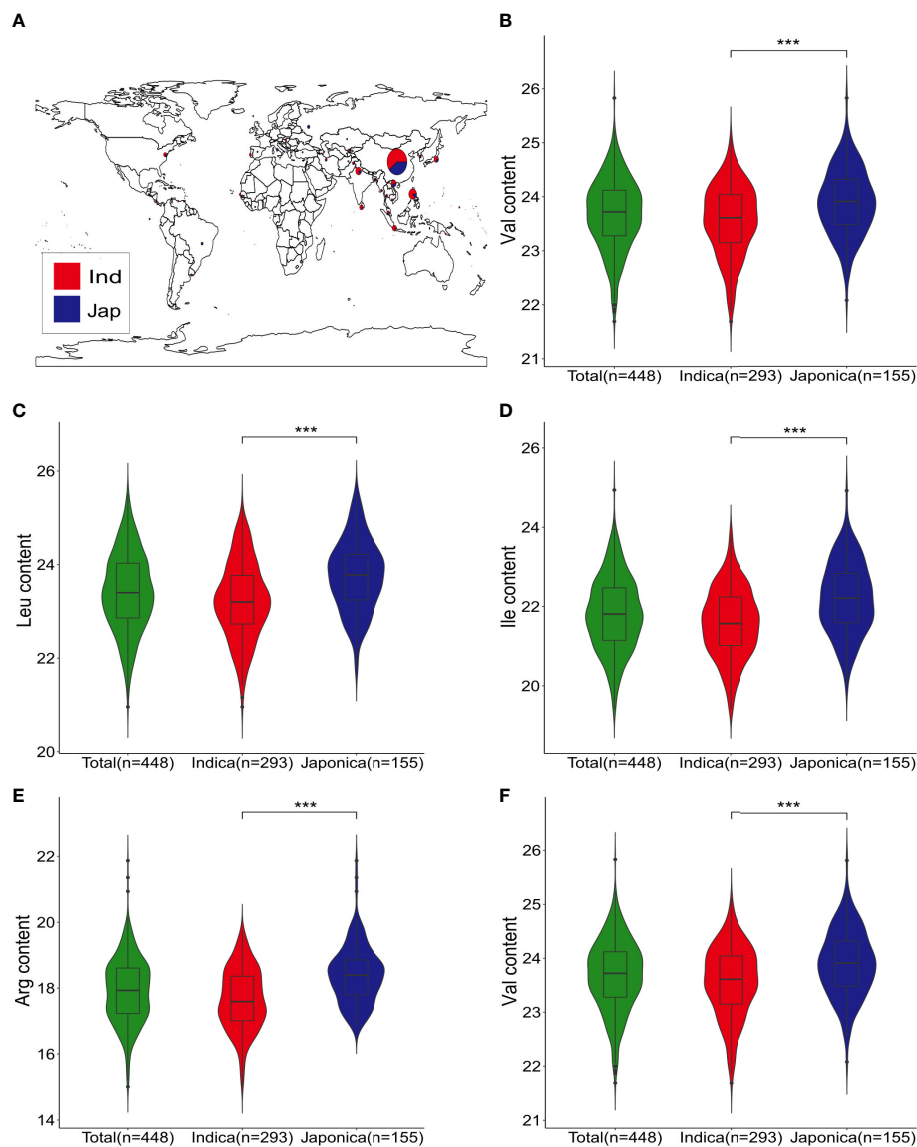 A
Ind
Jap
B
***
Val content
26
25
24
23
22
21
Total(n=448) Indica(n=293) Japonica(n=155)
C
***
Leu content
26
24
22
20
Total(n=448) Indica(n=293) Japonica(n=155)
D
***
Ile content
26
24
22
20
Total(n=448) Indica(n=293) Japonica(n=155)
E
***
Arg content
22
20
18
16
14
Total(n=448) Indica(n=293) Japonica(n=155)
F
***
Val content
26
25
24
23
22
21
Total(n=448) Indica(n=293) Japonica(n=155)